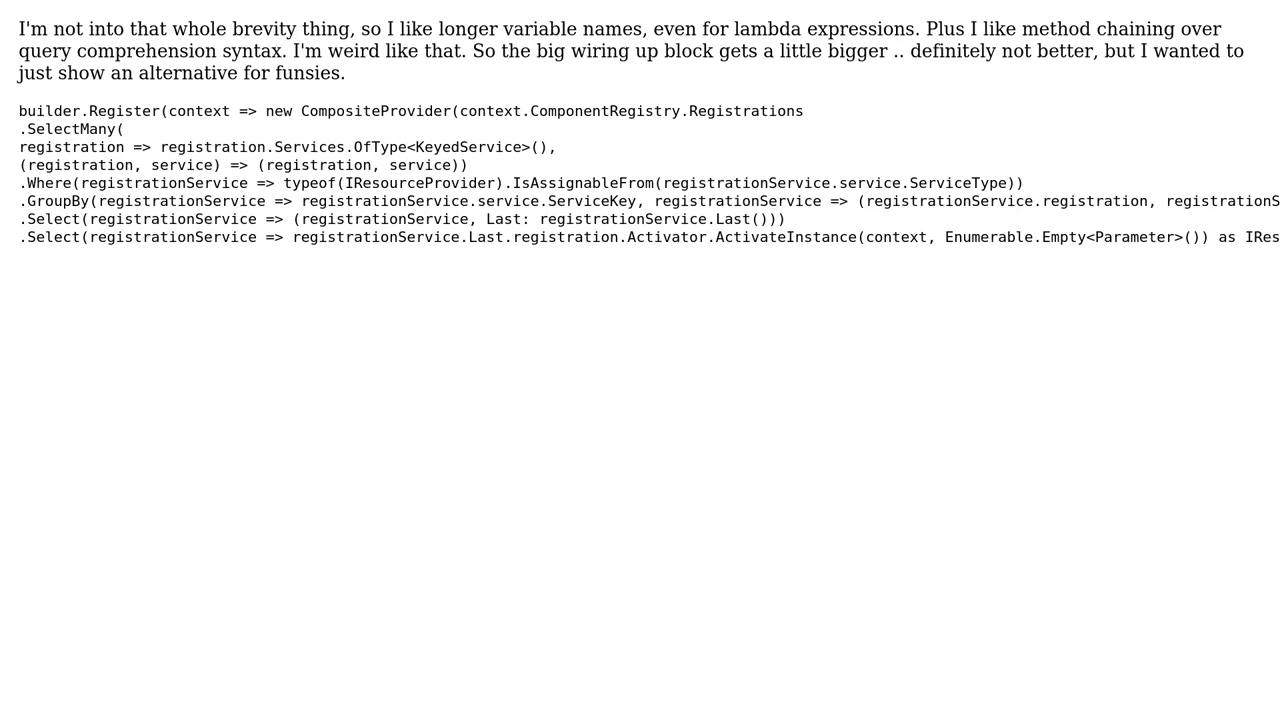 I'm not into that whole brevity thing, so I like longer variable names, even for lambda expressions. Plus I like method chaining over
query comprehension syntax. I'm weird like that. So the big wiring up block gets a little bigger .. definitely not better, but I wanted to
just show an alternative for funsies.
builder.Register(context => new CompositeProvider(context.ComponentRegistry.Registrations
.SelectMany(
registration => registration.Services.OfType<KeyedService>(),
(registration, service) => (registration, service))
.Where(registrationService => typeof(IResourceProvider).IsAssignableFrom(registrationService.service.ServiceType))
.GroupBy(registrationService => registrationService.service.ServiceKey, registrationService => (registrationService.registration, registrationS
.Select(registrationService => (registrationService, Last: registrationService.Last()))
.Select(registrationService => registrationService.Last.registration.Activator.ActivateInstance(context, Enumerable.Empty<Parameter>()) as IRes